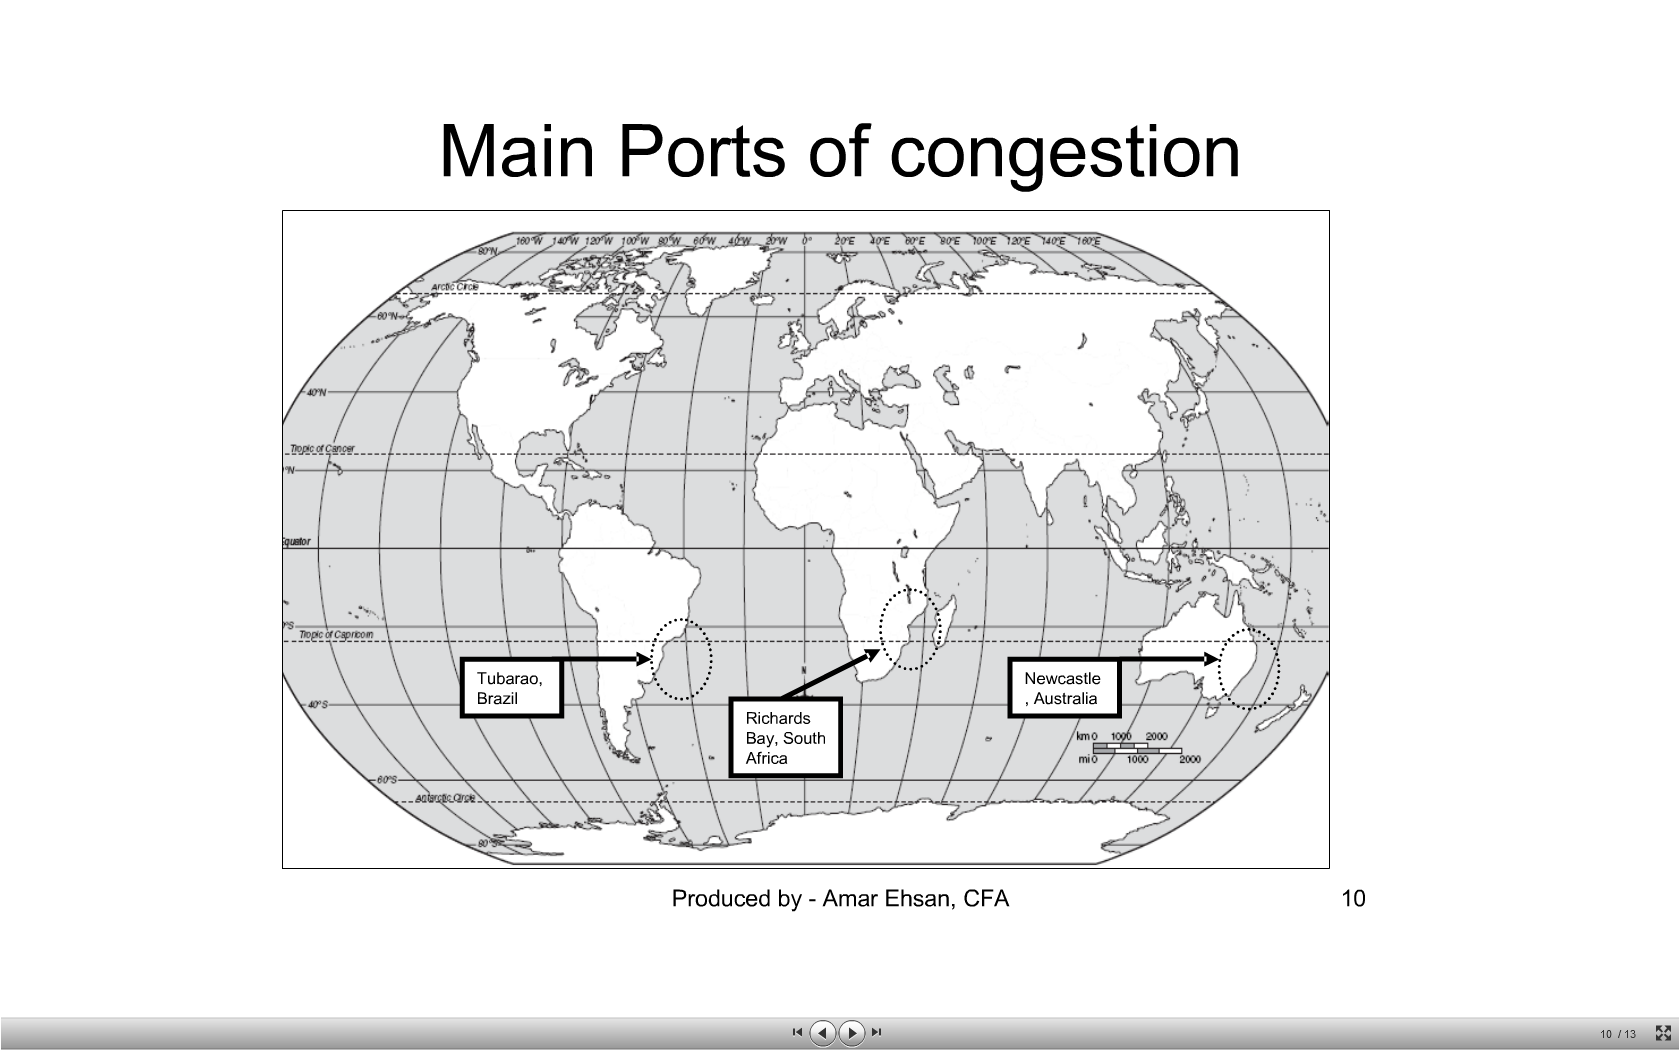 Main Ports of congestion
160°W 140°W 120°W 100°W 80°W 60°W 40°W 20°W 0° 20°E 40°E 60°E 80°E 100°E 120°E 140°E 160°E
80°N
Arctic Circle
60°N
40°N
Tropic of Cancer
°N
Equator
°S
Tropic of Capricorn
Tubarao,
Brazil
Richards
Bay, South
Africa
Newcastle
, Australia
N
40°S
km 0 1000 2000
mi 0 1000 2000
60°S
Antarctic Circle
80°S
Produced by - Amar Ehsan, CFA
10
10 / 13